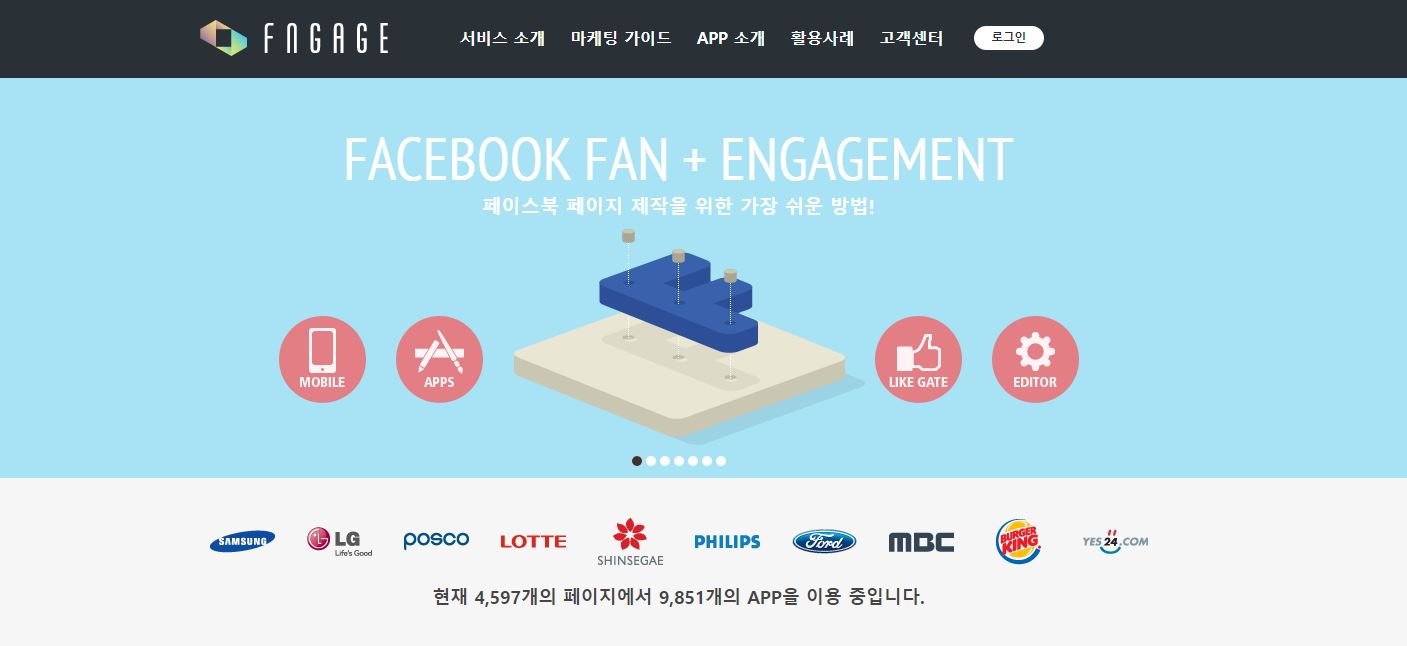 FNGAGE
서비스 소개 마케팅 가이드 APP 소개 활용사례 고객센터 로그인
FACEBOOK FAN + ENGAGEMENT
페이스북 페이지 제작을 위한 가장 쉬운 방법!
MOBILE APPS LIKE GATE EDITOR
SAMSUNG LG Life's Good posco LOTTE SHINSEGAE PHILIPS Ford MBC BURGER KING YES24.COM
현재 4,597개의 페이지에서 9,851개의 APP을 이용 중입니다.